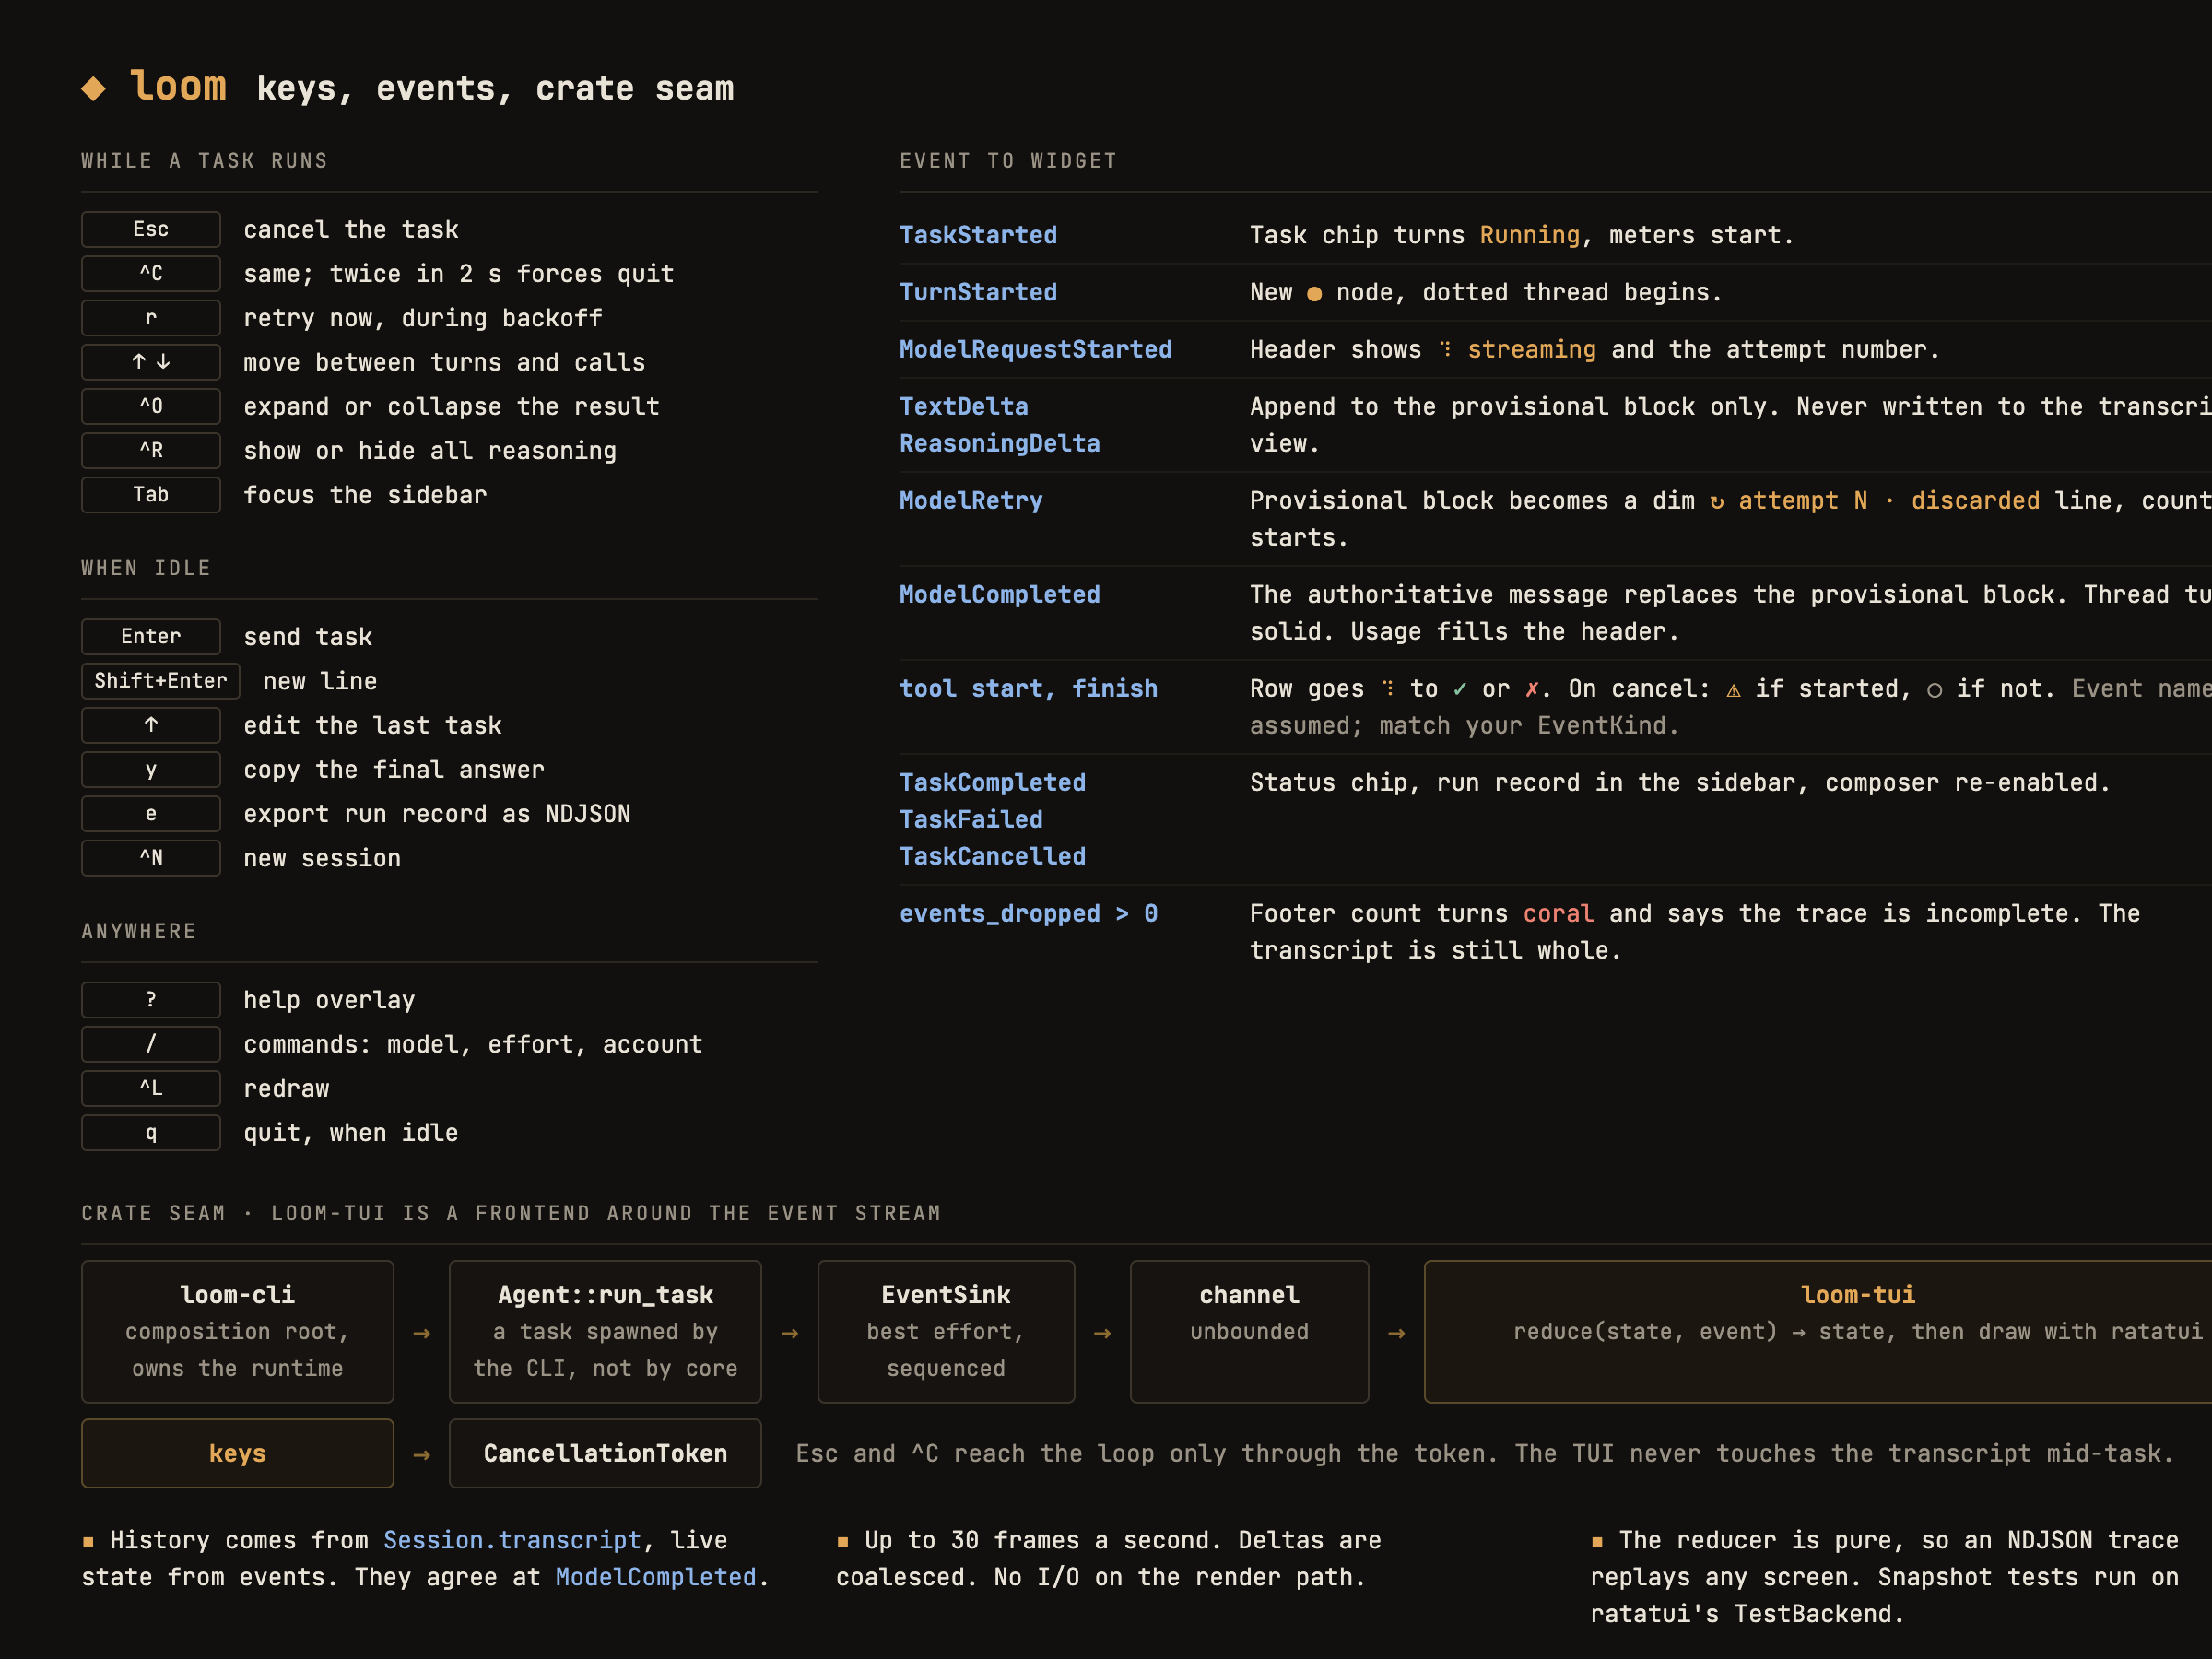 ◆ loom keys, events, crate seam
WHILE A TASK RUNS
Esc cancel the task
^C same; twice in 2 s forces quit
r retry now, during backoff
↑ ↓ move between turns and calls
^O expand or collapse the result
^R show or hide all reasoning
Tab focus the sidebar
WHEN IDLE
Enter send task
Shift+Enter new line
↑ edit the last task
y copy the final answer
e export run record as NDJSON
^N new session
ANYWHERE
? help overlay
/ commands: model, effort, account
^L redraw
q quit, when idle
EVENT TO WIDGET
TaskStarted Task chip turns Running, meters start.
TurnStarted New ● node, dotted thread begins.
ModelRequestStarted Header shows ⠹ streaming and the attempt number.
TextDelta Append to the provisional block only. Never written to the
ReasoningDelta view.
ModelRetry Provisional block becomes a dim ↻ attempt N · discarded line,
starts.
ModelCompleted The authoritative message replaces the provisional block. Thread
solid. Usage fills the header.
tool start, finish Row goes ⠹ to ✓ or ✗. On cancel: ⚠ if started, ○ if not. Event
assumed; match your EventKind.
TaskCompleted Status chip, run record in the sidebar, composer re-enabled.
TaskFailed
TaskCancelled
events_dropped > 0 Footer count turns coral and says the trace is incomplete. The
transcript is still whole.
CRATE SEAM · LOOM-TUI IS A FRONTEND AROUND THE EVENT STREAM
loom-cli
composition root,
owns the runtime
→
Agent::run_task
a task spawned by
the CLI, not by core
→
EventSink
best effort,
sequenced
→
channel
unbounded
→
loom-tui
reduce(state, event) → state, then draw with ratatui
keys → CancellationToken Esc and ^C reach the loop only through the token. The TUI never touches the transcript mid-task.
▪ History comes from Session.transcript, live
state from events. They agree at ModelCompleted.
▪ Up to 30 frames a second. Deltas are
coalesced. No I/O on the render path.
▪ The reducer is pure, so an NDJSON trace
replays any screen. Snapshot tests run on
ratatui's TestBackend.